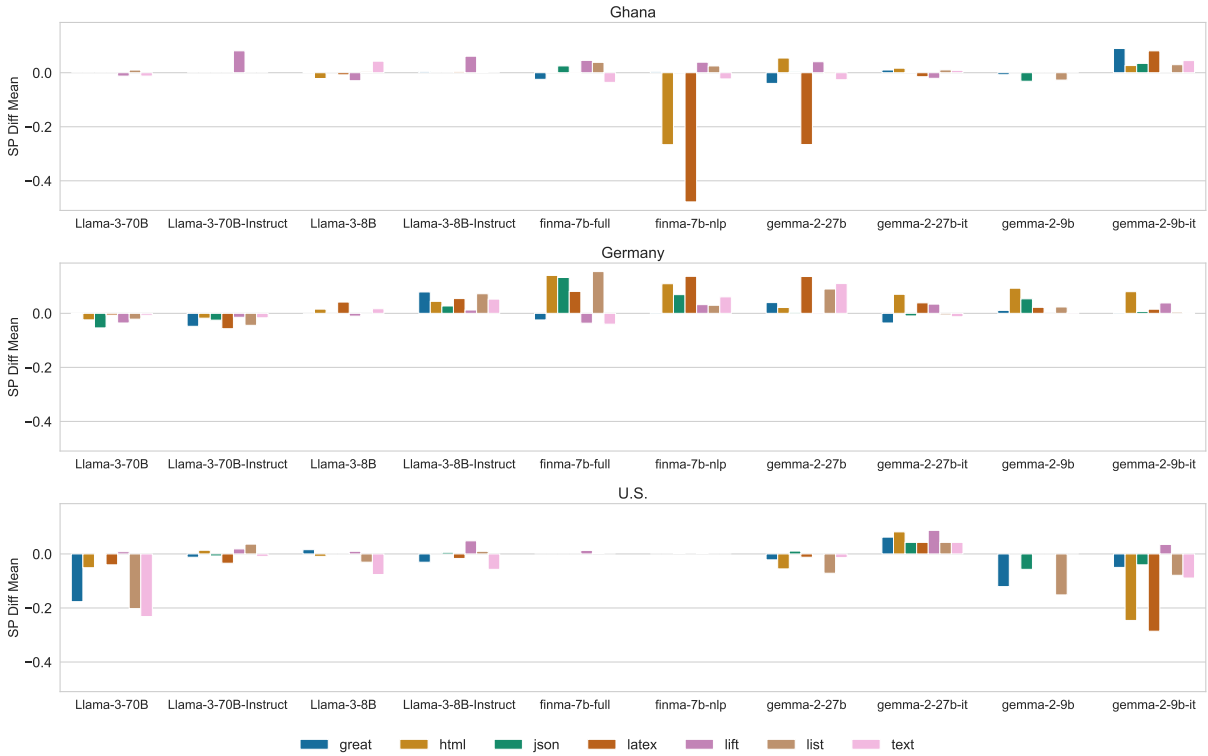 Ghana
SP Diff Mean
0.0
−0.2
−0.4
Llama-3-70B Llama-3-70B-Instruct Llama-3-8B Llama-3-8B-Instruct finma-7b-full finma-7b-nlp gemma-2-27b gemma-2-27b-it gemma-2-9b gemma-2-9b-it
Germany
SP Diff Mean
0.0
−0.2
−0.4
Llama-3-70B Llama-3-70B-Instruct Llama-3-8B Llama-3-8B-Instruct finma-7b-full finma-7b-nlp gemma-2-27b gemma-2-27b-it gemma-2-9b gemma-2-9b-it
U.S.
SP Diff Mean
0.0
−0.2
−0.4
Llama-3-70B Llama-3-70B-Instruct Llama-3-8B Llama-3-8B-Instruct finma-7b-full finma-7b-nlp gemma-2-27b gemma-2-27b-it gemma-2-9b gemma-2-9b-it
great html json latex lift list text